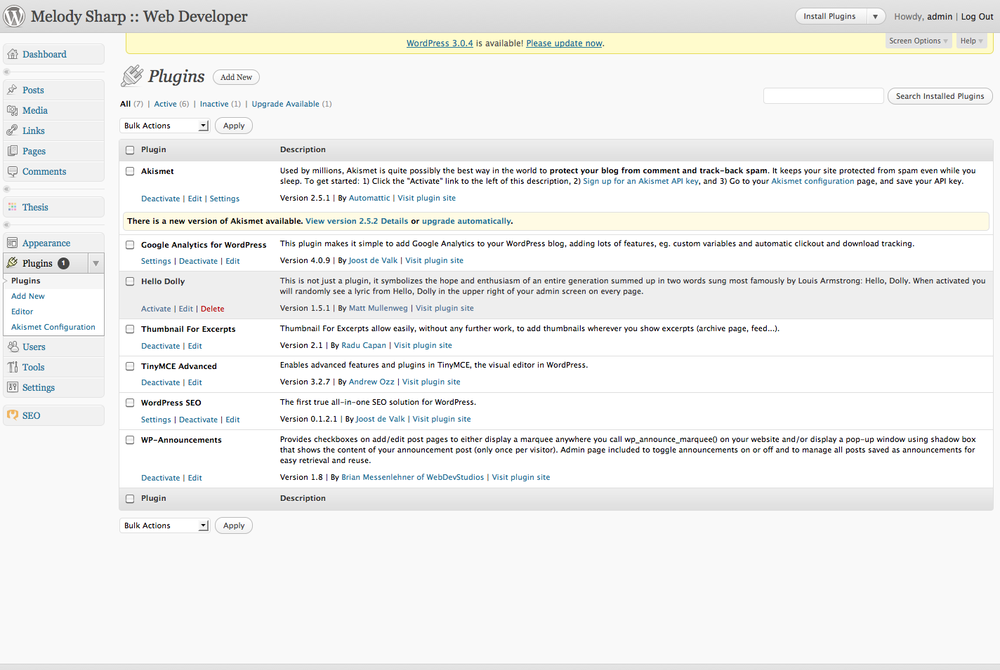 Melody Sharp :: Web Developer
Install Plugins
Howdy, admin | Log Out
WordPress 3.0.4 is available! Please update now.
Screen Options
Help
Dashboard
Posts
Media
Links
Pages
Comments
Thesis
Appearance
Plugins 1
Plugins
Add New
Editor
Akismet Configuration
Users
Tools
Settings
SEO
Plugins
Add New
All (7) | Active (6) | Inactive (1) | Upgrade Available (1)
Search Installed Plugins
Bulk Actions
Apply
Plugin Description
Akismet
Used by millions, Akismet is quite possibly the best way in the world to protect your blog from comment and track-back spam. It keeps your site protected from spam even while you
sleep. To get started: 1) Click the "Activate" link to the left of this description, 2) Sign up for an Akismet API key, and 3) Go to your Akismet configuration page, and save your API key.
Deactivate | Edit | Settings
Version 2.5.1 | By Automattic | Visit plugin site
There is a new version of Akismet available. View version 2.5.2 Details or upgrade automatically.
Google Analytics for WordPress
This plugin makes it simple to add Google Analytics to your WordPress blog, adding lots of features, eg. custom variables and automatic clickout and download tracking.
Settings | Deactivate | Edit
Version 4.0.9 | By Joost de Valk | Visit plugin site
Hello Dolly
This is not just a plugin, it symbolizes the hope and enthusiasm of an entire generation summed up in two words sung most famously by Louis Armstrong: Hello, Dolly. When activated you
will randomly see a lyric from Hello, Dolly in the upper right of your admin screen on every page.
Activate | Edit | Delete
Version 1.5.1 | By Matt Mullenweg | Visit plugin site
Thumbnail For Excerpts
Thumbnail For Excerpts allow easily, without any further work, to add thumbnails wherever you show excerpts (archive page, feed...).
Deactivate | Edit
Version 2.1 | By Radu Capan | Visit plugin site
TinyMCE Advanced
Enables advanced features and plugins in TinyMCE, the visual editor in WordPress.
Deactivate | Edit
Version 3.2.7 | By Andrew Ozz | Visit plugin site
WordPress SEO
The first true all-in-one SEO solution for WordPress.
Settings | Deactivate | Edit
Version 0.1.2.1 | By Joost de Valk | Visit plugin site
WP-Announcements
Provides checkboxes on add/edit post pages to either display a marquee anywhere you call wp_announce_marquee() on your website and/or display a pop-up window using shadow box
that shows the content of your announcement post (only once per visitor). Admin page included to toggle announcements on or off and to manage all posts saved as announcements for
easy retrieval and reuse.
Deactivate | Edit
Version 1.8 | By Brian Messenlehner of WebDevStudios | Visit plugin site
Plugin Description
Bulk Actions
Apply